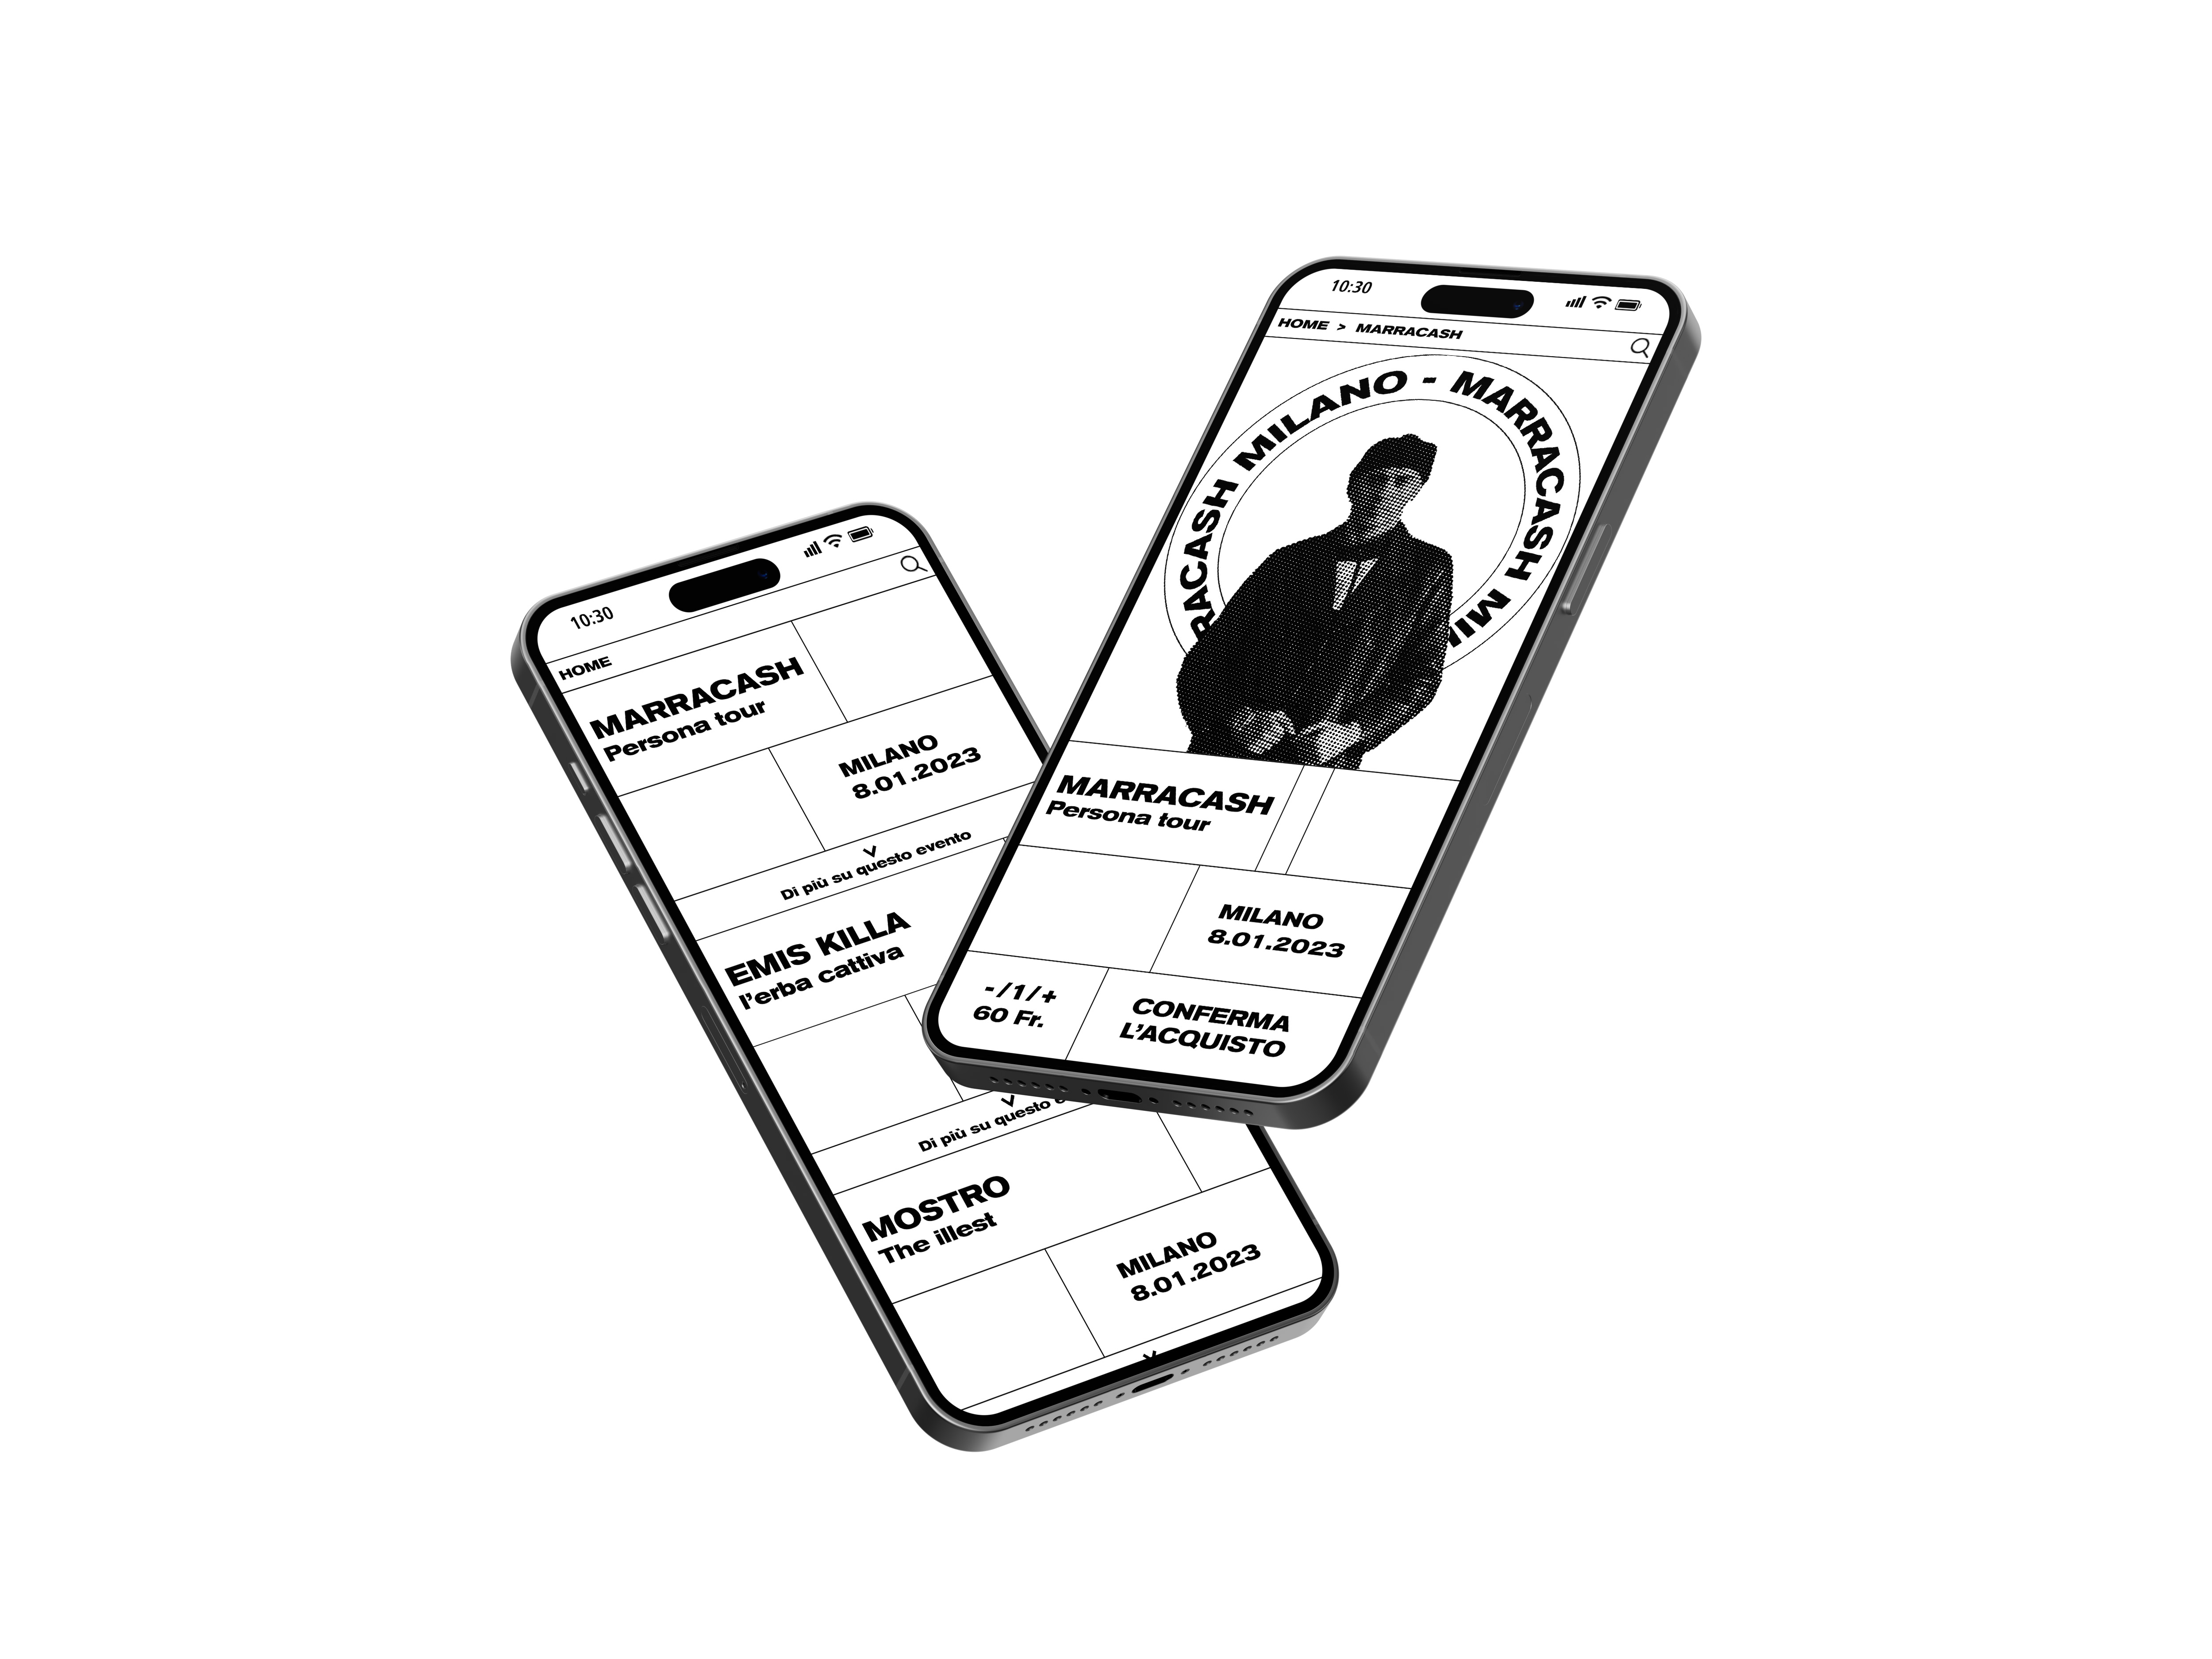 10:30
HOME
MARRACASH
Persona tour
MILANO
8.01.2023
Di più su questo evento
EMIS KILLA
l'erba cattiva
Di più su questo
MOSTRO
The illest
MILANO
8.01.2023
10:30
HOME > MARRACASH
RACASH MILANO - MARRACASH MI
MARRACASH
Persona tour
MILANO
8.01.2023
- / 1 / +
60 Fr.
CONFERMA
L'ACQUISTO